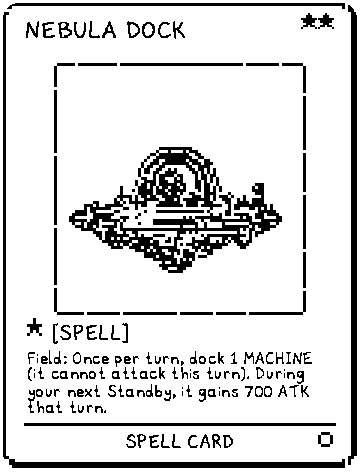 NEBULA DOCK
[SPELL]
Field: Once per turn, dock 1 MACHINE
(it cannot attack this turn). During
your next Standby, it gains 700 ATK
that turn.
SPELL CARD